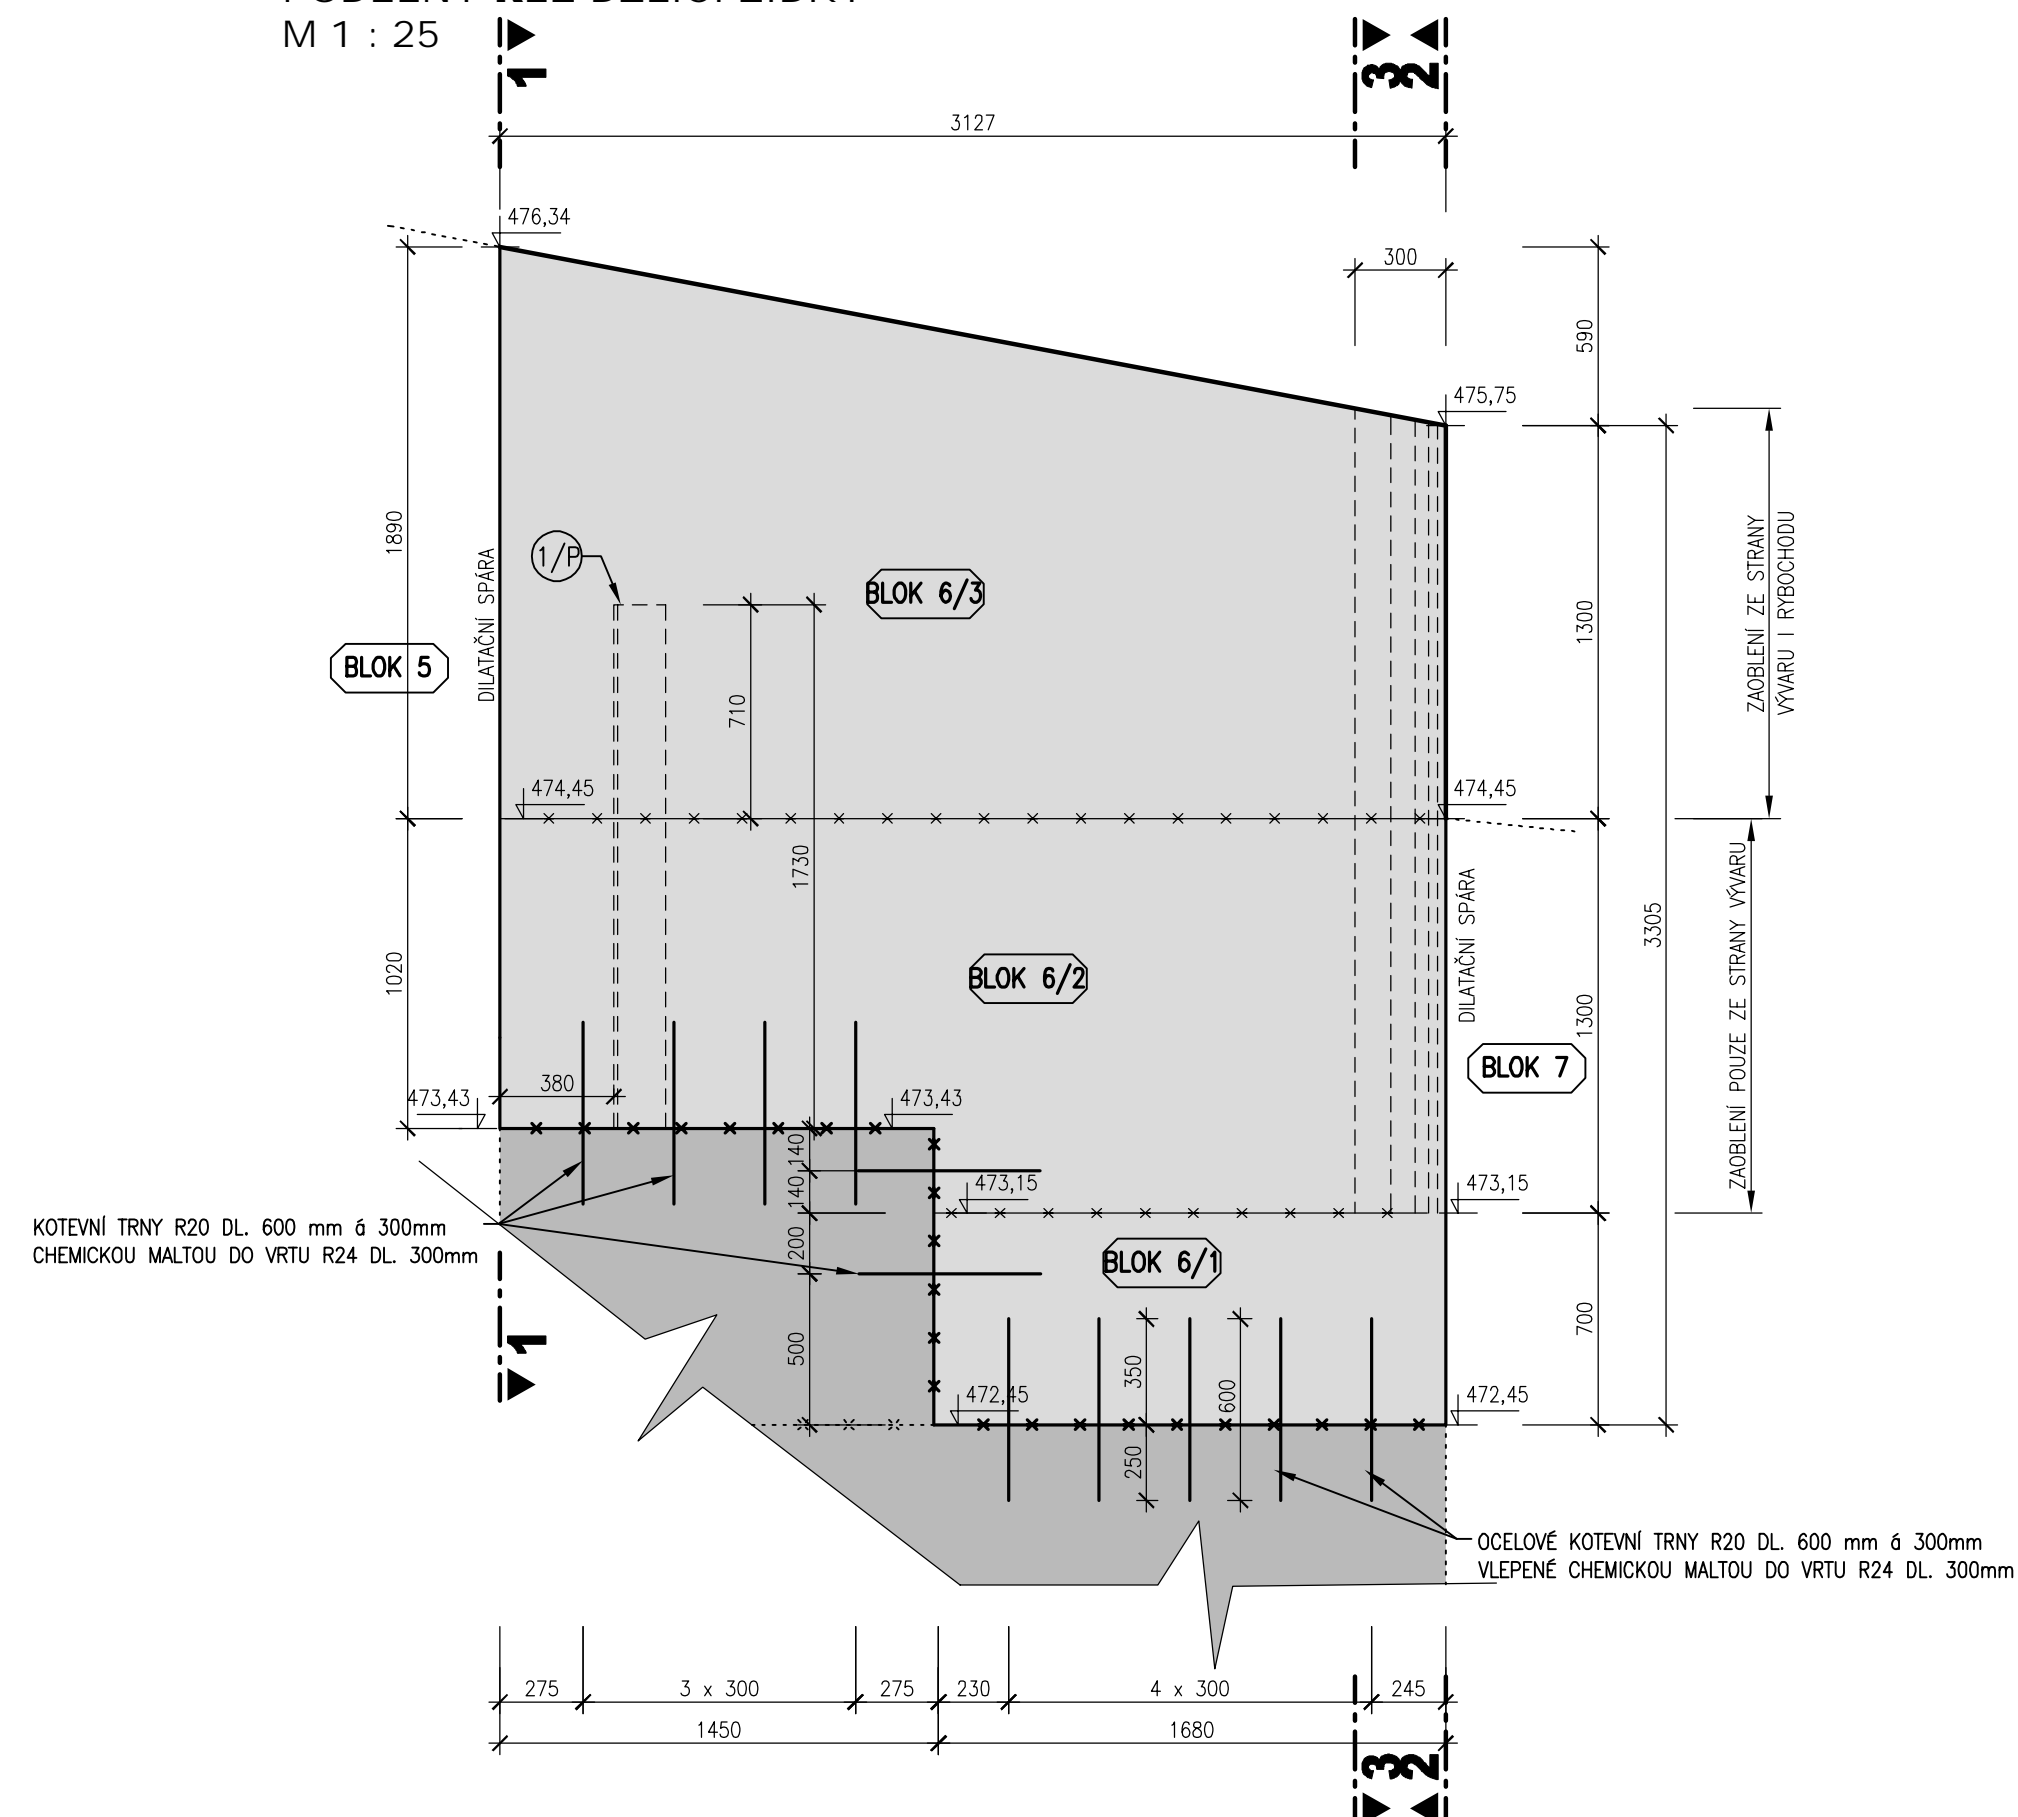 M 1 : 25
1
3
2
3127
476,34
300
590
475,75
1890
DILATAČNÍ SPÁRA
1/P
BLOK 6/3
BLOK 5
710
1300
ZAOBLENÍ ZE STRANY
VÝVARU I RYBOCHODU
474,45
474,45
1730
1020
BLOK 6/2
DILATAČNÍ SPÁRA
3305
1300
ZAOBLENÍ POUZE ZE STRANY VÝVARU
BLOK 7
380
473,43
473,43
140
140
473,15
473,15
200
KOTEVNÍ TRNY R20 DL. 600 mm á 300mm
CHEMICKOU MALTOU DO VRTU R24 DL. 300mm
BLOK 6/1
700
1
500
350
600
472,45
472,45
250
OCELOVÉ KOTEVNÍ TRNY R20 DL. 600 mm á 300mm
VLEPENÉ CHEMICKOU MALTOU DO VRTU R24 DL. 300mm
275
3 x 300
275
230
4 x 300
245
1450
1680
3
2